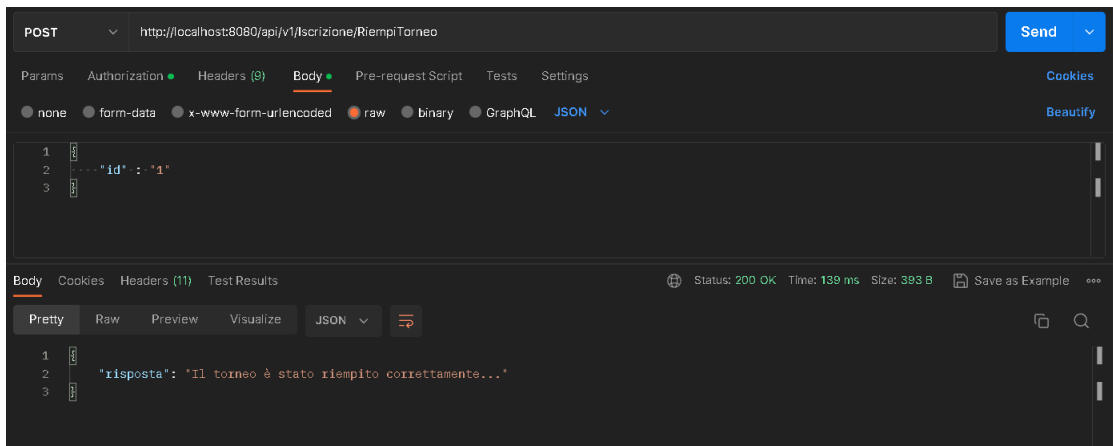 POST http://localhost:8080/api/v1/Iscrizione/RiempiTorneo Send
Params Authorization Headers (9) Body Pre-request Script Tests Settings Cookies
none form-data x-www-form-urlencoded raw binary GraphQL JSON Beautify
1 {
2 "id" : "1"
3 }
Body Cookies Headers (11) Test Results Status: 200 OK Time: 139 ms Size: 393 B Save as Example
Pretty Raw Preview Visualize JSON
1 {
2 "risposta": "Il torneo è stato riempito correttamente..."
3 }